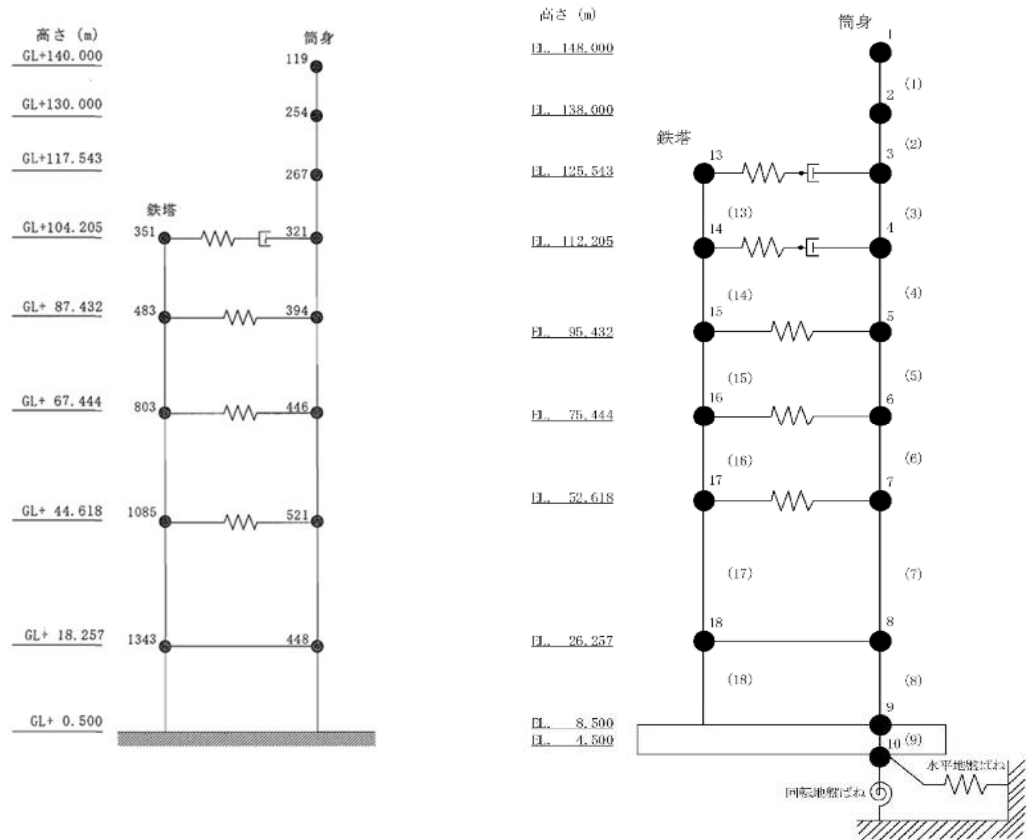 高さ (m)
筒身
GL+140.000
119
GL+130.000
254
GL+117.543
267
鉄塔
GL+104.205
351
321
GL+ 87.432
483
394
GL+ 67.444
803
446
GL+ 44.618
1085
521
GL+ 18.257
1343
448
GL+ 0.500
高さ (m)
筒身
1
EL. 148.000
(1)
2
EL. 138.000
(2)
鉄塔
13
3
EL. 125.543
(13)
(3)
14
4
EL. 112.205
(14)
(4)
15
5
EL. 95.432
(15)
(5)
16
6
EL. 75.444
(16)
(6)
17
7
EL. 52.618
(17)
(7)
18
8
EL. 26.257
(18)
(8)
9
EL. 8.500
EL. 4.500
10
(9)
水平地盤ばね
回転地盤ばね